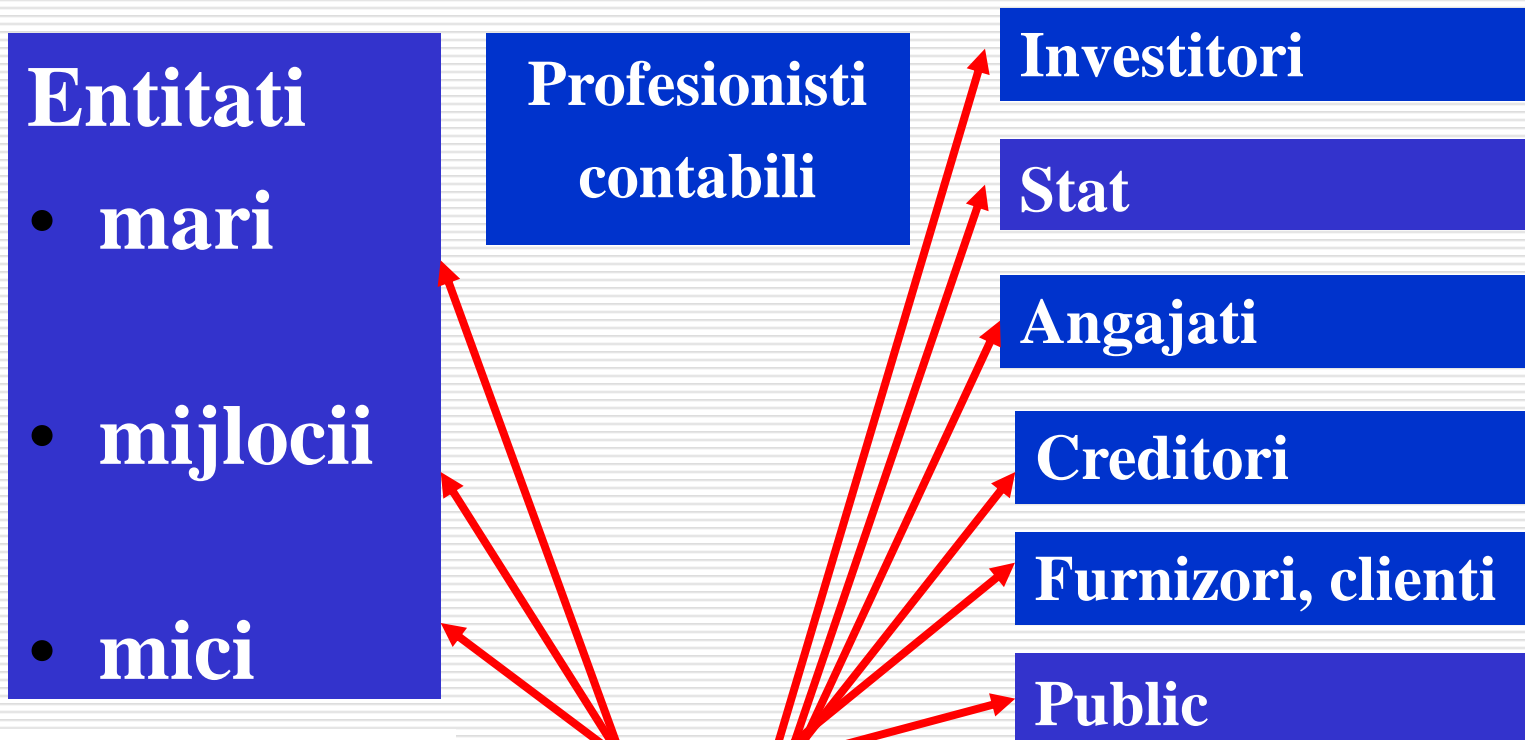 Entitati
• mari
• mijlocii
• mici
Profesionisti
contabili
Investitori
Stat
Angajati
Creditori
Furnizori, clienti
Public